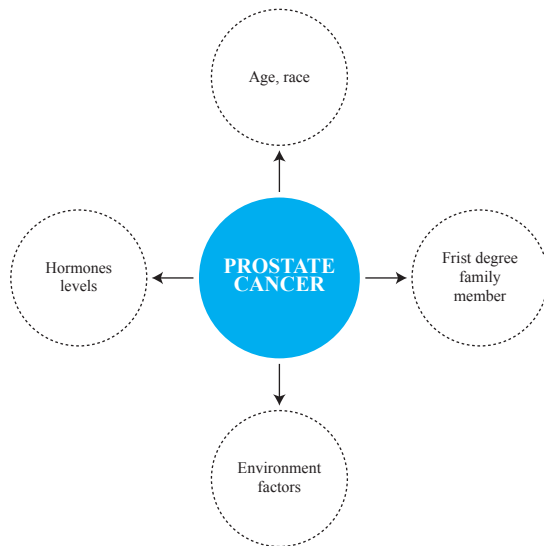 Age, race
Hormones
levels
PROSTATE
CANCER
Frist degree
family
member
Environment
factors